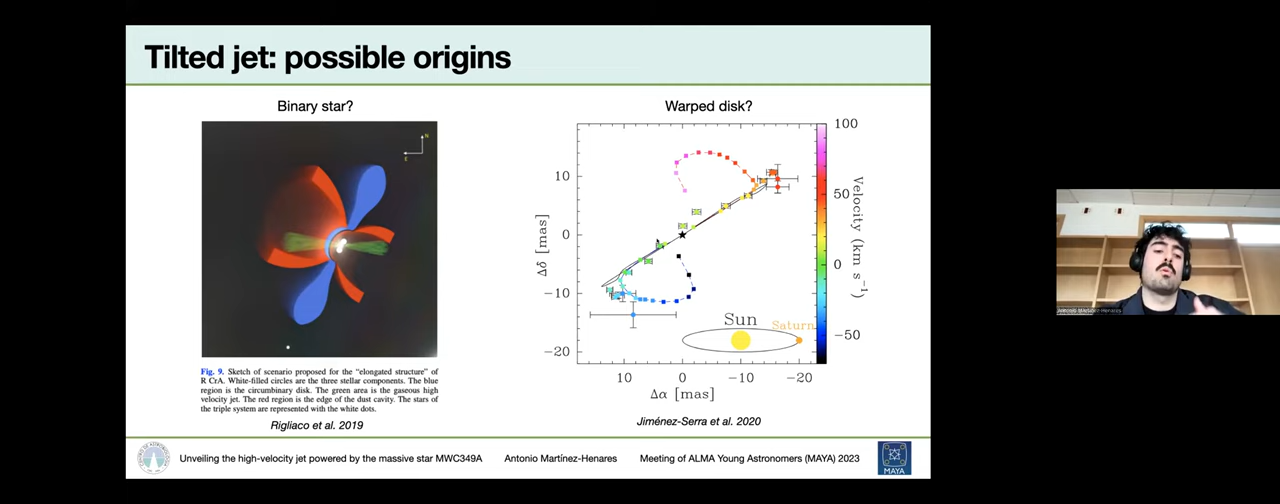 Tilted jet: possible origins
Binary star?
N
E
Fig. 9. Sketch of scenario proposed for the "elongated structure" of
R CrA. White-filled circles are the three stellar components. The blue
region is the circumbinary disk. The green area is the gaseous high
velocity jet. The red region is the edge of the dust cavity. The stars of
the triple system are represented with the white dots.
Rigliaco et al. 2019
Warped disk?
10
0
−10
−20
Δδ [mas]
10
0
−10
−20
Δα [mas]
Sun
Saturn
100
50
0
−50
Velocity (km s⁻¹)
Jiménez-Serra et al. 2020
Unveiling the high-velocity jet powered by the massive star MWC349A
Antonio Martínez-Henares
Meeting of ALMA Young Astronomers (MAYA) 2023
MAYA
Antonio Martínez-Henares